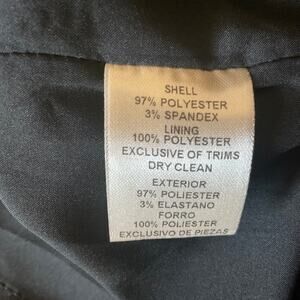 SHELL
97% POLYESTER
3% SPANDEX
LINING
100% POLYESTER
EXCLUSIVE OF TRIMS
DRY CLEAN
EXTERIOR
97% POLIESTER
3% ELASTANO
FORRO
100% POLIESTER
EXCLUSIVO DE PIEZAS